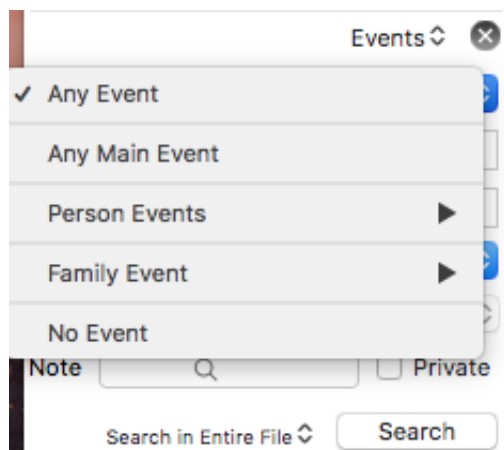 Events
Any Event
Any Main Event
Person Events
Family Event
No Event
Note Private
Search in Entire File Search